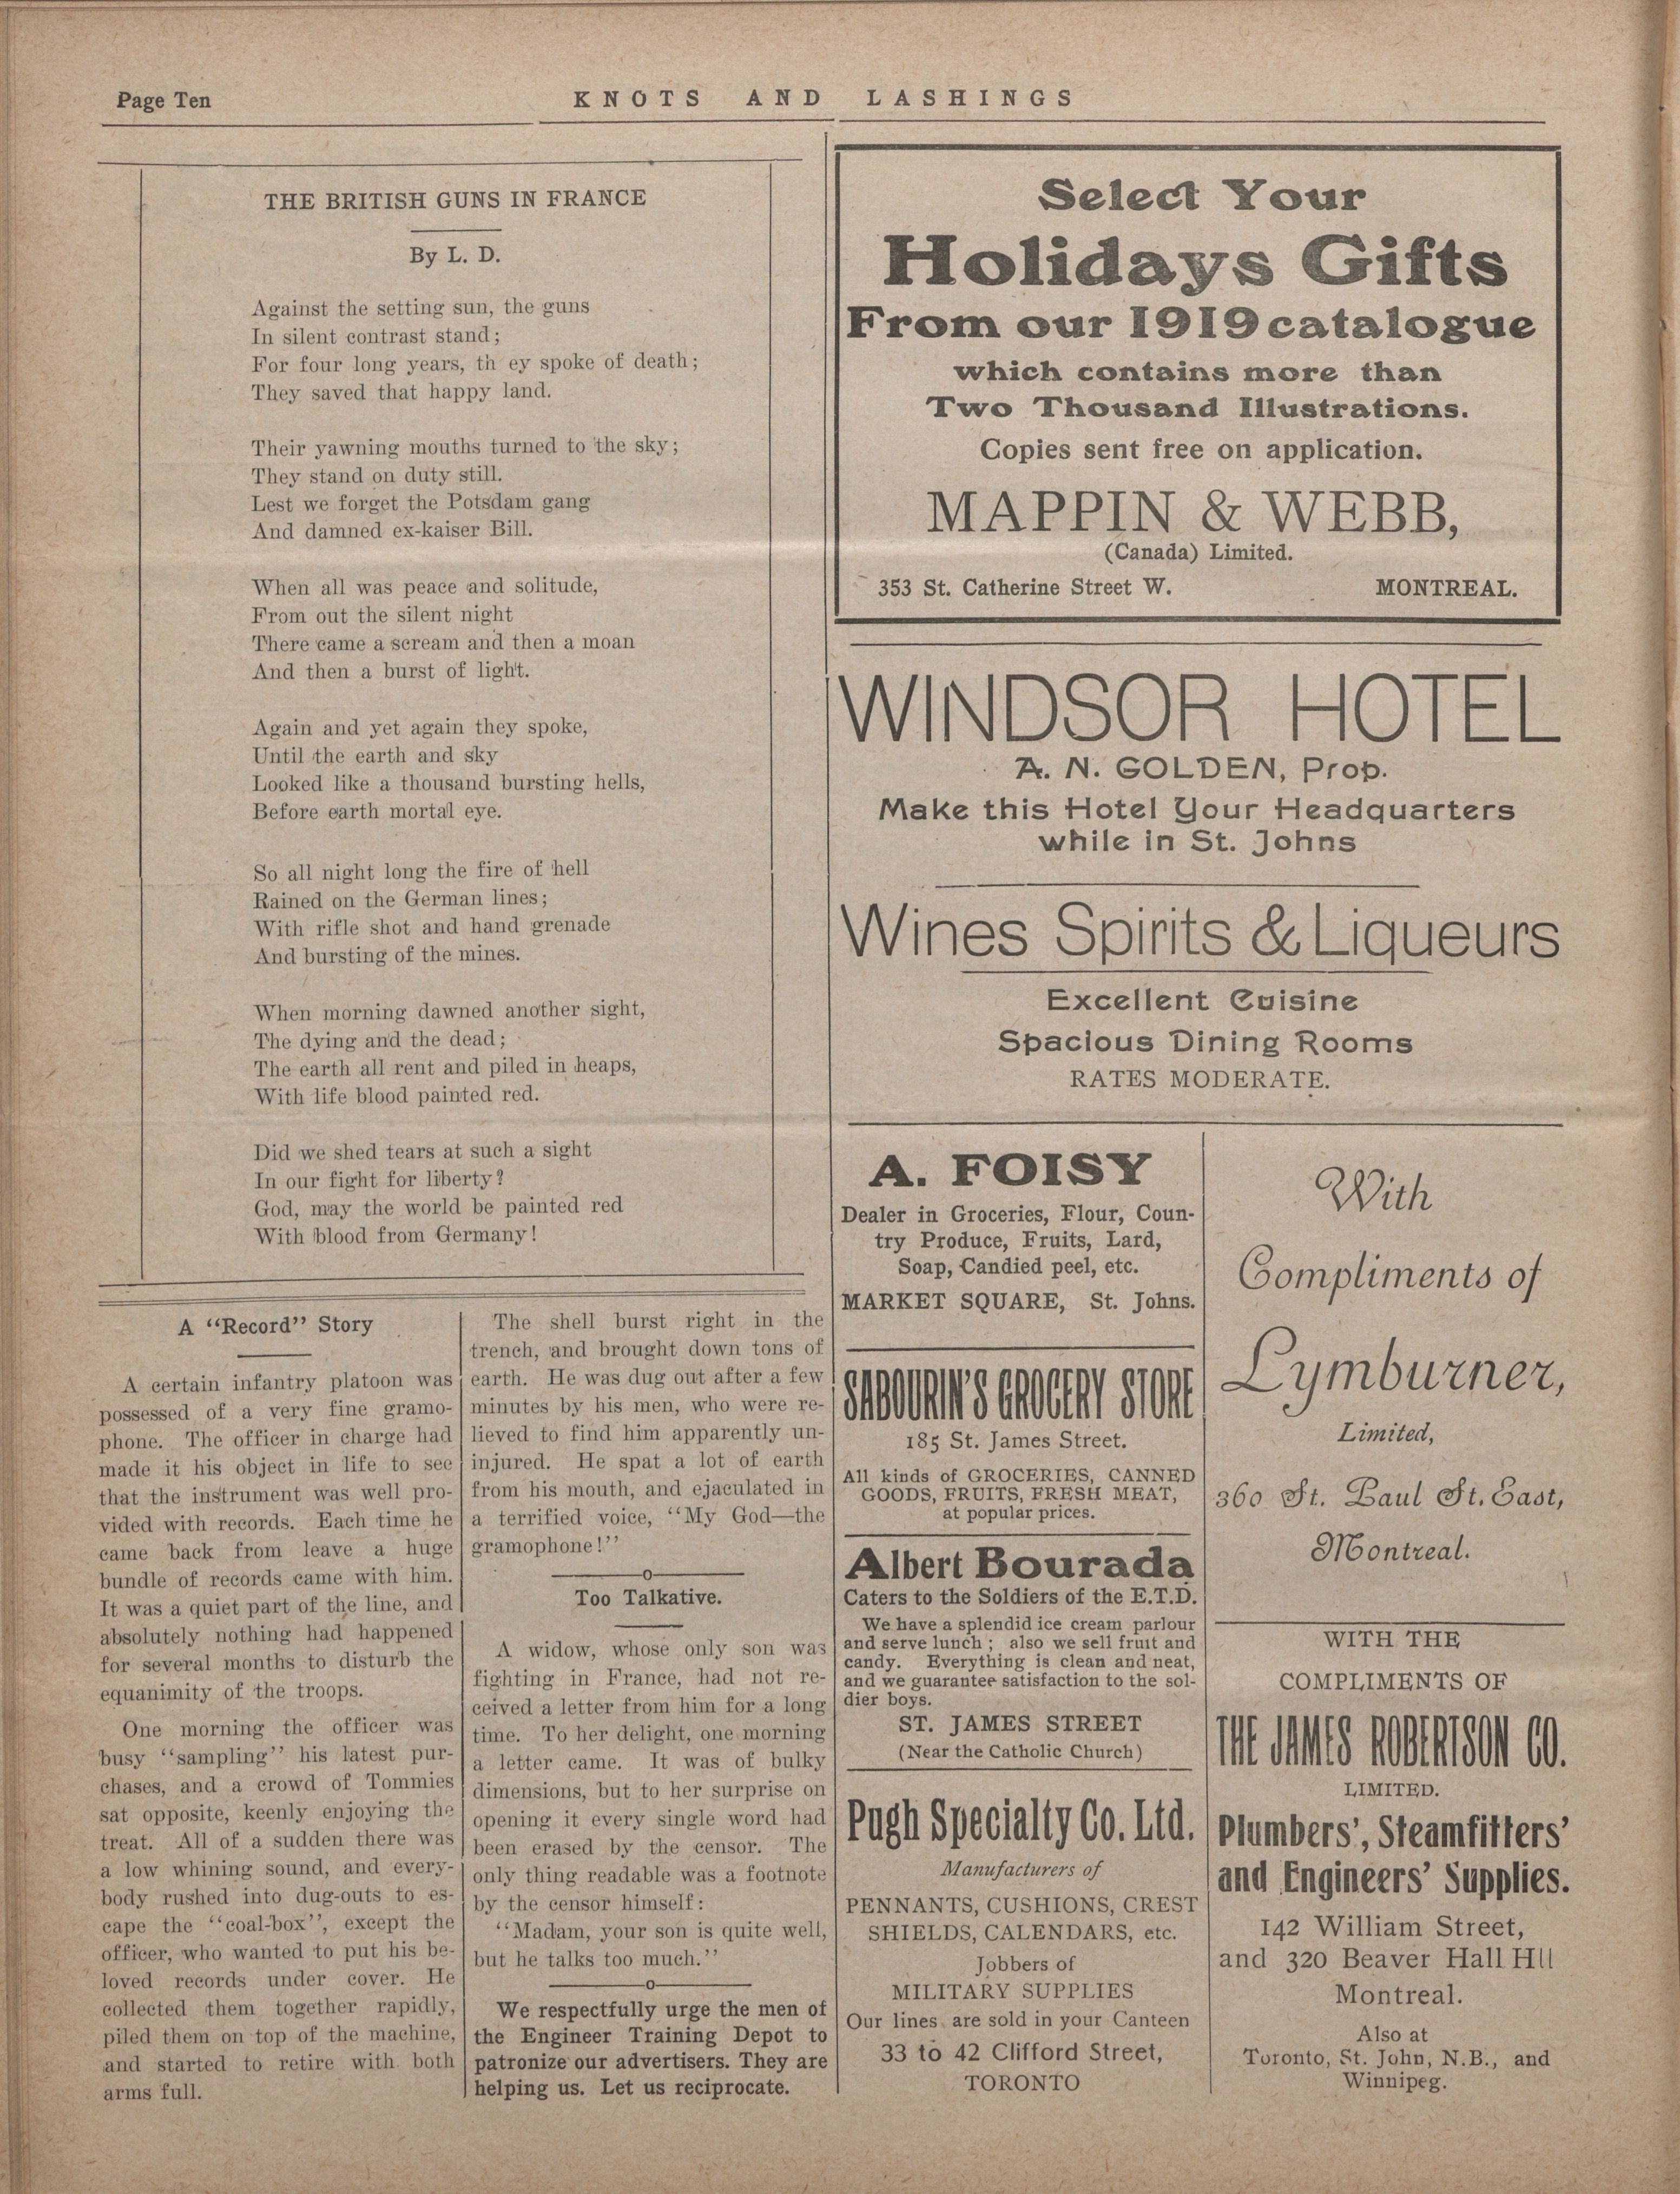 Page Ten
KNOTS AND LASHINGS
THE BRITISH GUNS IN FRANCE
By L. D.
Against the setting sun, the guns
In silent contrast stand;
For four long years, th ey spoke of death;
They saved that happy land.
Their yawning mouths turned to the sky;
They stand on duty still.
Lest we forget the Potsdam gang
And damned ex-kaiser Bill.
When all was peace and solitude,
From out the silent night
There came a scream and then a moan
And then a burst of light.
Again and yet again they spoke,
Until the earth and sky
Looked like a thousand bursting hells,
Before earth mortal eye.
So all night long the fire of hell
Rained on the German lines;
With rifle shot and hand grenade
And bursting of the mines.
When morning dawned another sight,
The dying and the dead;
The earth all rent and piled in heaps,
With life blood painted red.
Did we shed tears at such a sight
In our fight for liberty?
God, may the world be painted red
With blood from Germany!
A "Record" Story
A certain infantry platoon was
possessed of a very fine gramo-
phone. The officer in charge had
made it his object in life to see
that the instrument was well pro-
vided with records. Each time he
came back from leave a huge
bundle of records came with him.
It was a quiet part of the line, and
absolutely nothing had happened
for several months to disturb the
equanimity of the troops.
One morning the officer was
busy "sampling" his latest pur-
chases, and a crowd of Tommies
sat opposite, keenly enjoying the
treat. All of a sudden there was
a low whining sound, and every-
body rushed into dug-outs to es-
cape the "coal-box", except the
officer, who wanted to put his be-
loved records under cover. He
collected them together rapidly,
piled them on top of the machine,
and started to retire with both
arms full.
The shell burst right in the
trench, and brought down tons of
earth. He was dug out after a few
minutes by his men, who were re-
lieved to find him apparently un-
injured. He spat a lot of earth
from his mouth, and ejaculated in
a terrified voice, "My God—the
gramophone!"
Too Talkative.
A widow, whose only son was
fighting in France, had not re-
ceived a letter from him for a long
time. To her delight, one morning
a letter came. It was of bulky
dimensions, but to her surprise on
opening it every single word had
been erased by the censor. The
only thing readable was a footnote
by the censor himself:
"Madam, your son is quite well,
but he talks too much."
We respectfully urge the men of
the Engineer Training Depot to
patronize our advertisers. They are
helping us. Let us reciprocate.
Select Your
Holidays Gifts
From our 1919 catalogue
which contains more than
Two Thousand Illustrations.
Copies sent free on application.
MAPPIN & WEBB,
(Canada) Limited.
353 St. Catherine Street W. MONTREAL.
WINDSOR HOTEL
A. N. GOLDEN, Prop.
Make this Hotel Your Headquarters
while in St. Johns
Wines Spirits & Liqueurs
Excellent Cuisine
Spacious Dining Rooms
RATES MODERATE.
A. FOISY
Dealer in Groceries, Flour, Coun-
try Produce, Fruits, Lard,
Soap, Candied peel, etc.
MARKET SQUARE, St. Johns.
SABOURIN'S GROCERY STORE
185 St. James Street.
All kinds of GROCERIES, CANNED
GOODS, FRUITS, FRESH MEAT,
at popular prices.
Albert Bourada
Caters to the Soldiers of the E.T.D.
We have a splendid ice cream parlour
and serve lunch; also we sell fruit and
candy. Everything is clean and neat,
and we guarantee satisfaction to the sol-
dier boys.
ST. JAMES STREET
(Near the Catholic Church)
Pugh Specialty Co. Ltd.
Manufacturers of
PENNANTS, CUSHIONS, CREST
SHIELDS, CALENDARS, etc.
Jobbers of
MILITARY SUPPLIES
Our lines are sold in your Canteen
33 to 42 Clifford Street,
TORONTO
With
Compliments of
Lymburner,
Limited,
360 St. Paul St. East,
Montreal.
WITH THE
COMPLIMENTS OF
THE JAMES ROBERTSON CO.
LIMITED.
Plumbers', Steamfitters'
and Engineers' Supplies.
142 William Street,
and 320 Beaver Hall Hll
Montreal.
Also at
Toronto, St. John, N.B., and
Winnipeg.